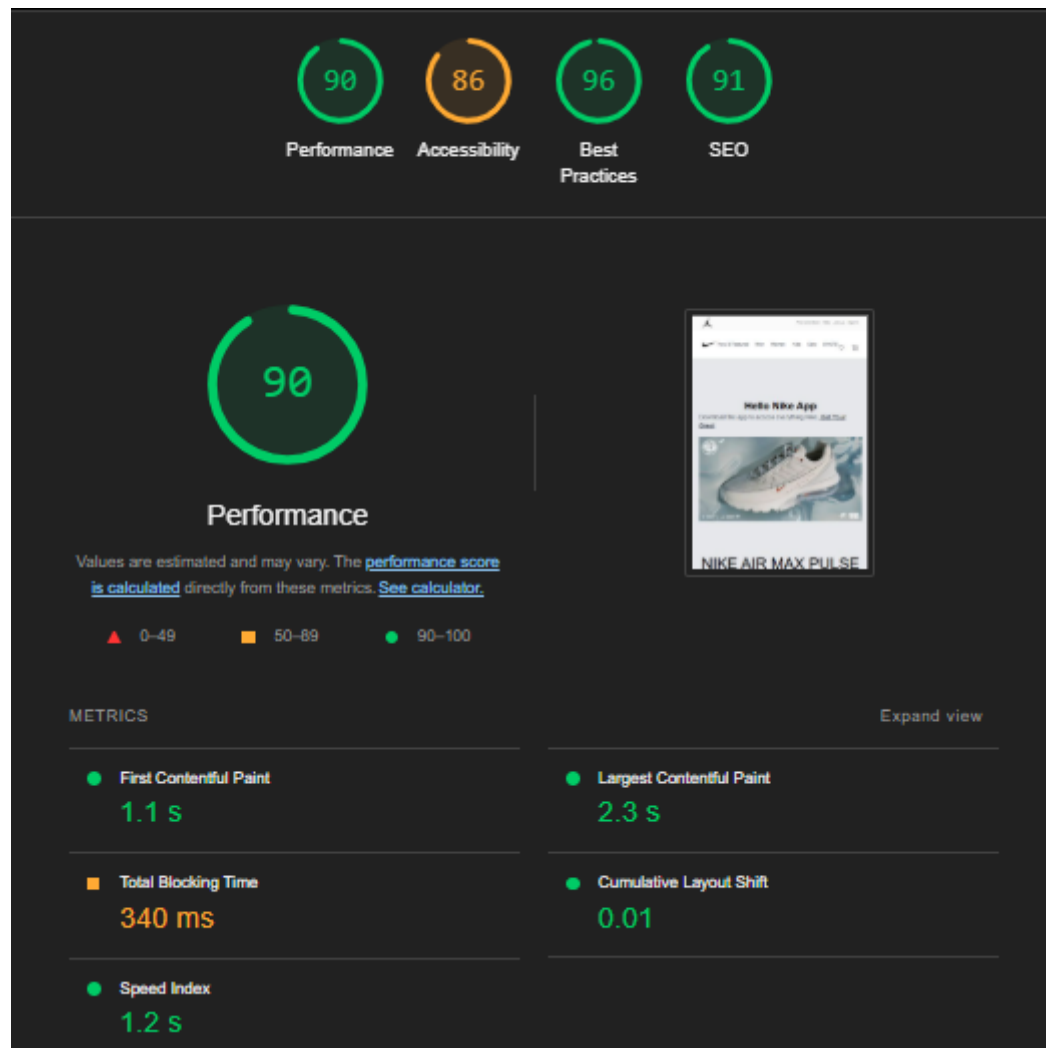 90
86
96
91
Performance
Accessibility
Best
Practices
SEO
90
Performance
Values are estimated and may vary. The performance score
is calculated directly from these metrics. See calculator.
0–49
50–89
90–100
Hello Nike App
NIKE AIR MAX PULSE
METRICS
Expand view
First Contentful Paint
1.1 s
Largest Contentful Paint
2.3 s
Total Blocking Time
340 ms
Cumulative Layout Shift
0.01
Speed Index
1.2 s